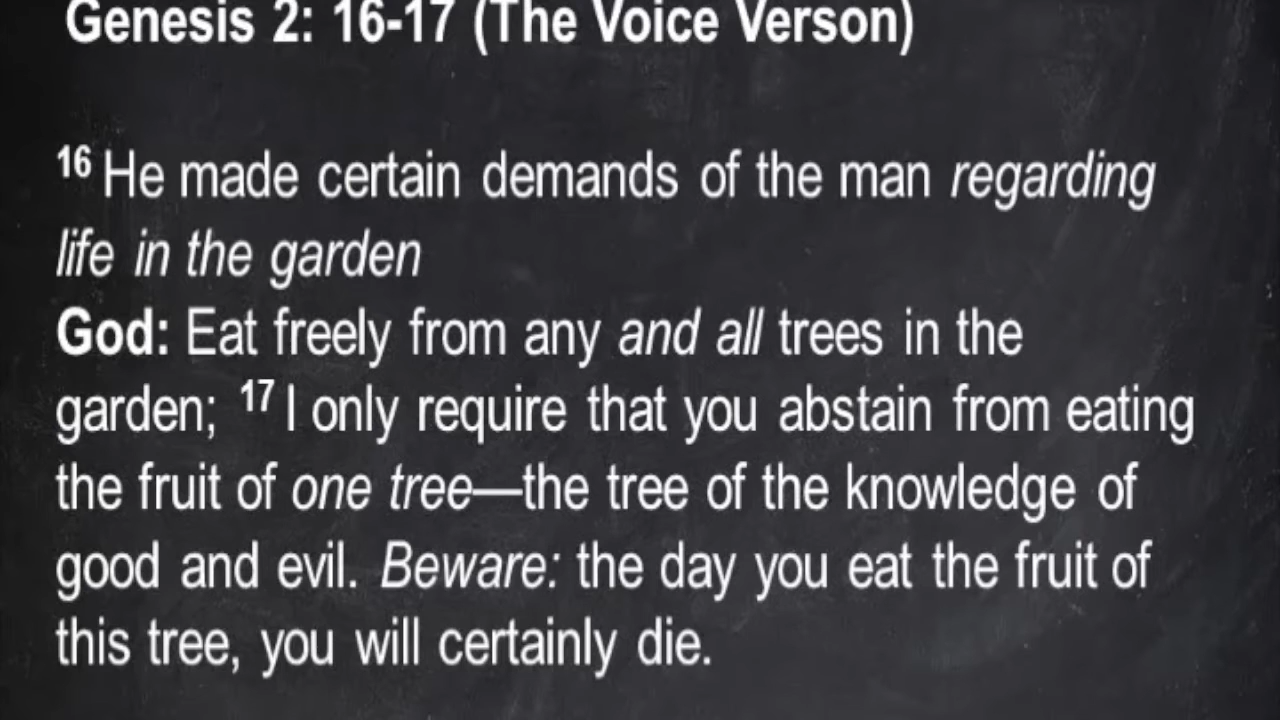 Genesis 2: 16-17 (The Voice Verson)
16 He made certain demands of the man regarding
life in the garden
God: Eat freely from any and all trees in the
garden; 17 I only require that you abstain from eating
the fruit of one tree—the tree of the knowledge of
good and evil. Beware: the day you eat the fruit of
this tree, you will certainly die.